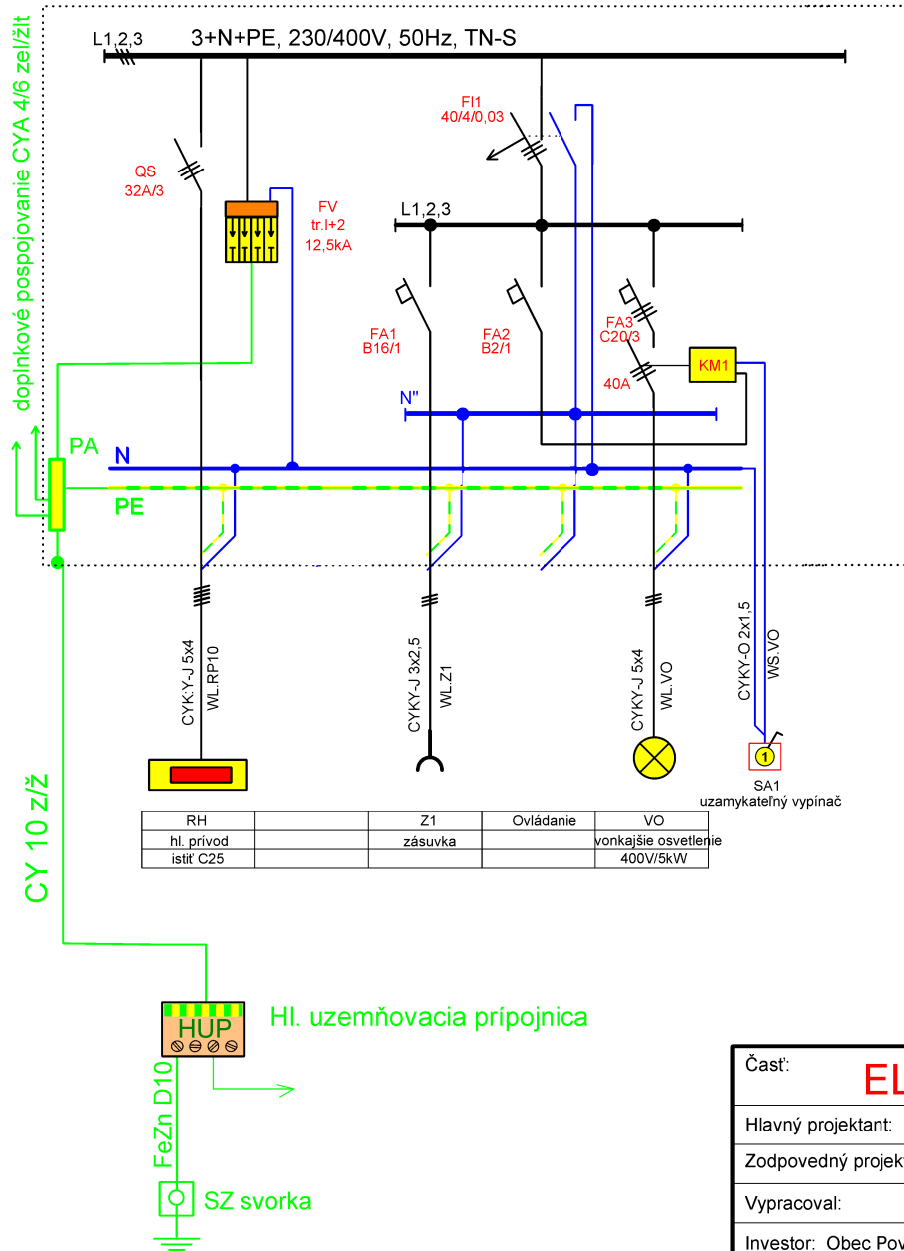 L1,2,3
3+N+PE, 230/400V, 50Hz, TN-S
doplnkové pospojovanie CYA 4/6 zel/žlt
FI1
40/4/0,03
QS
32A/3
FV
tr.I+2
12,5kA
L1,2,3
FA1
B16/1
FA2
B2/1
FA3
C20/3
KM1
40A
N"
PA
N
PE
CYK:Y-J 5x4
WL.RP10
CYKY-J 3x2,5
WL.Z1
CYKY-J 5x4
WL.VO
CYKY-O 2x1,5
WS.VO
1
SA1
uzamykateľný vypínač
RH
Z1
Ovládanie
VO
hl. prívod
zásuvka
vonkajšie osvetlenie
istiť C25
400V/5kW
CY 10 z/ž
HUP
Hl. uzemňovacia prípojnica
FeZn D10
SZ svorka
Časť:
EL
Hlavný projektant:
Zodpovedný projek
Vypracoval:
Investor: Obec Pov